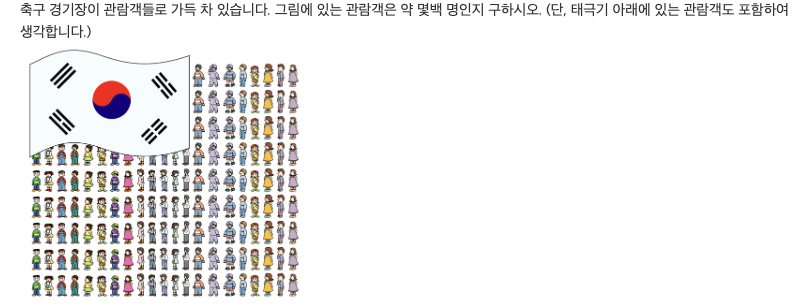 축구 경기장이 관람객들로 가득 차 있습니다. 그림에 있는 관람객은 약 몇백 명인지 구하시오. (단, 태극기 아래에 있는 관람객도 포함하여
생각합니다.)